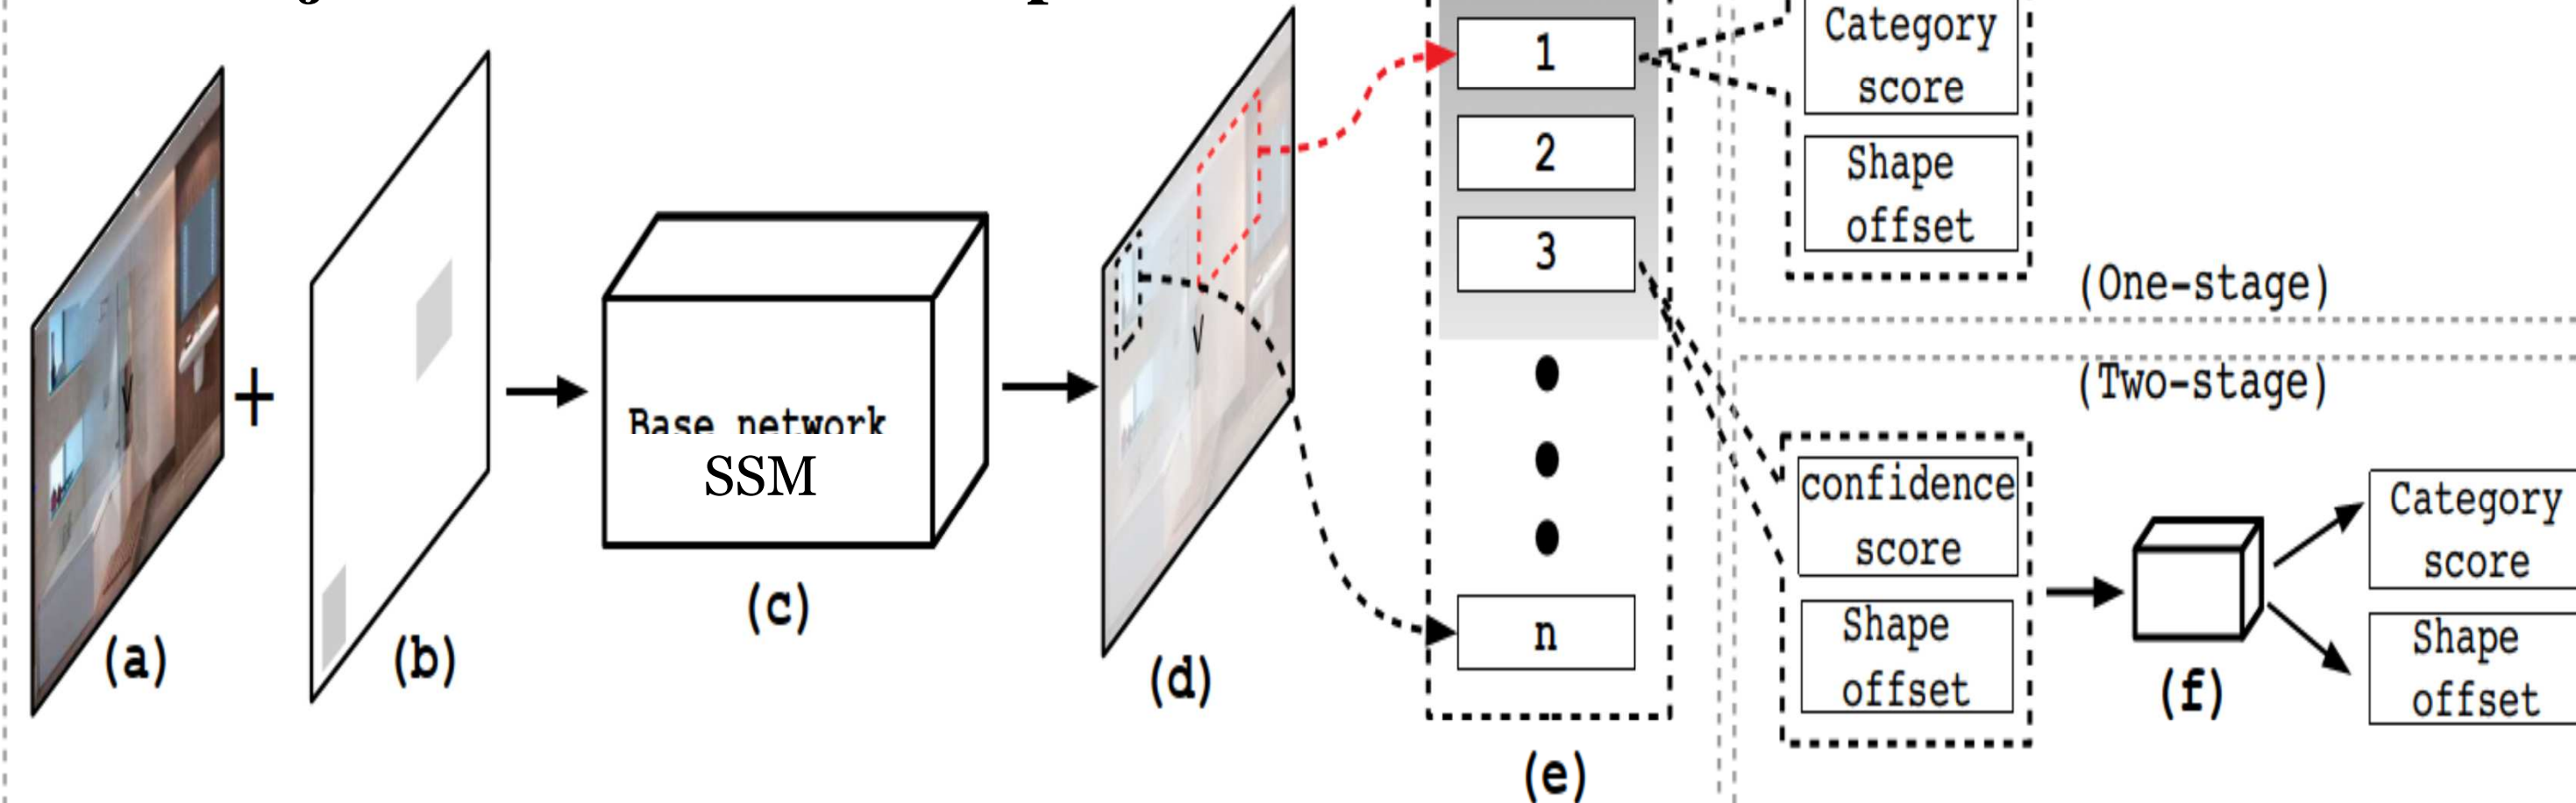 +
(a)
(b)
Base network
SSM
(c)
(d)
1
2
3
n
(e)
Category
score
Shape
offset
(One-stage)
(Two-stage)
confidence
score
Shape
offset
(f)
Category
score
Shape
offset